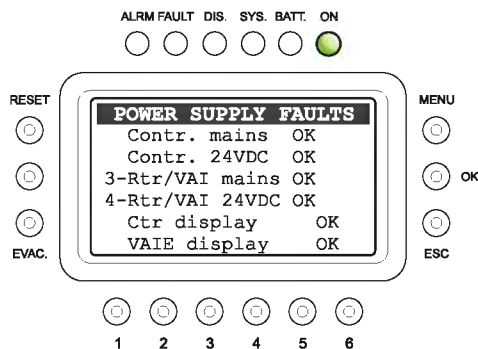 ALRM FAULT DIS. SYS. BATT. ON
RESET
MENU
POWER SUPPLY FAULTS
Contr. mains OK
Contr. 24VDC OK
3-Rtr/VAI mains OK
4-Rtr/VAI 24VDC OK
Ctr display OK
VAIE display OK
OK
EVAC.
ESC
1 2 3 4 5 6